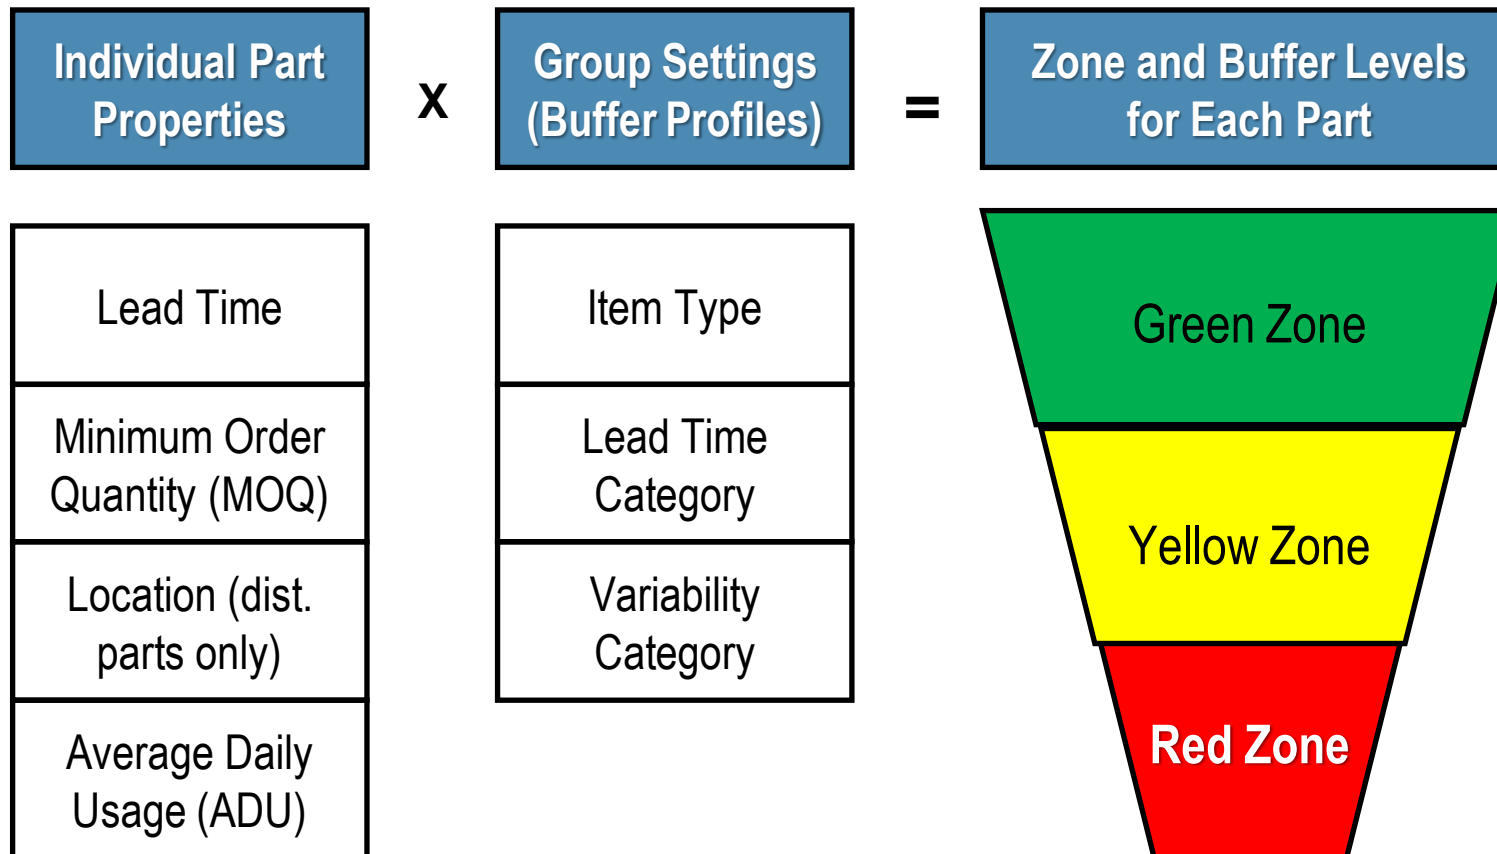 Individual Part
Properties
x
Group Settings
(Buffer Profiles)
=
Zone and Buffer Levels
for Each Part
Lead Time
Minimum Order
Quantity (MOQ)
Location (dist.
parts only)
Average Daily
Usage (ADU)
Item Type
Lead Time
Category
Variability
Category
Green Zone
Yellow Zone
Red Zone